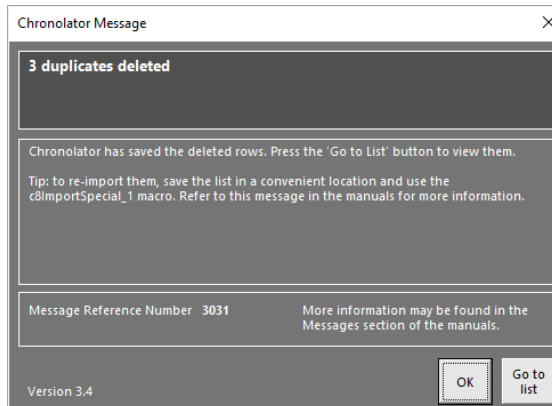 Chronolator Message
3 duplicates deleted
Chronolator has saved the deleted rows. Press the 'Go to List' button to view them.
Tip: to re-import them, save the list in a convenient location and use the
c8ImportSpecial_1 macro. Refer to this message in the manuals for more information.
Message Reference Number 3031
More information may be found in the
Messages section of the manuals.
Version 3.4
OK
Go to
list